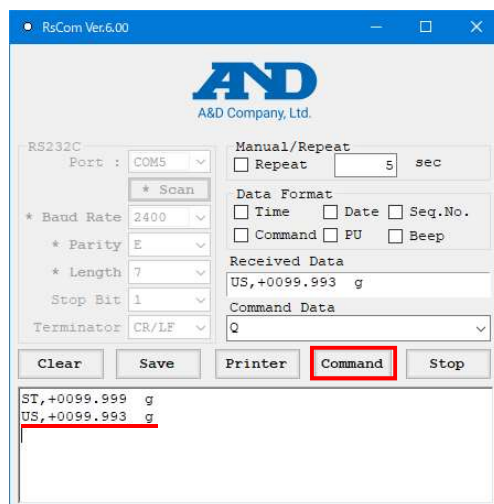 RsCom Ver.6.00
AND
A&D Company, Ltd.
RS232C
Port : COM5
* Scan
* Baud Rate 2400
* Parity E
* Length 7
Stop Bit 1
Terminator CR/LF
Manual/Repeat
Repeat 5 sec
Data Format
Time Date Seq.No.
Command PU Beep
Received Data
US,+0099.993 g
Command Data
Q
Clear Save Printer Command Stop
ST,+0099.999 g
US,+0099.993 g